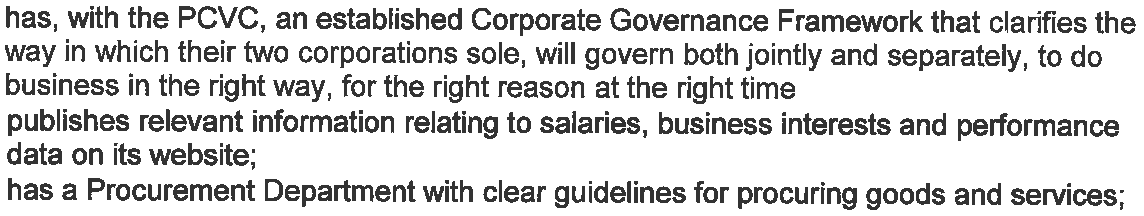 has, with the PCVC, an established Corporate Governance Framework that clarifies the
way in which their two corporations sole, will govern both jointly and separately, to do
business in the right way, for the right reason at the right time
publishes relevant information relating to salaries, business interests and performance
data on its website;
has a Procurement Department with clear guidelines for procuring goods and services;